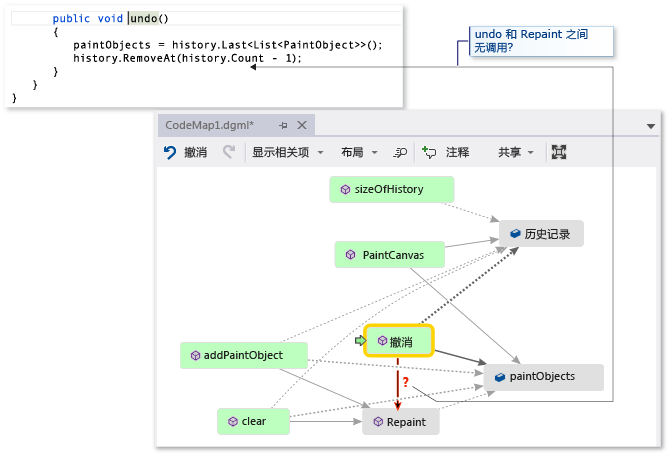 public void undo()
{
paintObjects = history.Last<List<PaintObject>>();
history.RemoveAt(history.Count - 1);
}
}
}
undo 和 Repaint 之间
无调用?
CodeMap1.dgml*
撤消 显示相关项 布局 注释 共享
sizeOfHistory
历史记录
PaintCanvas
撤消
addPaintObject
paintObjects
?
clear
Repaint